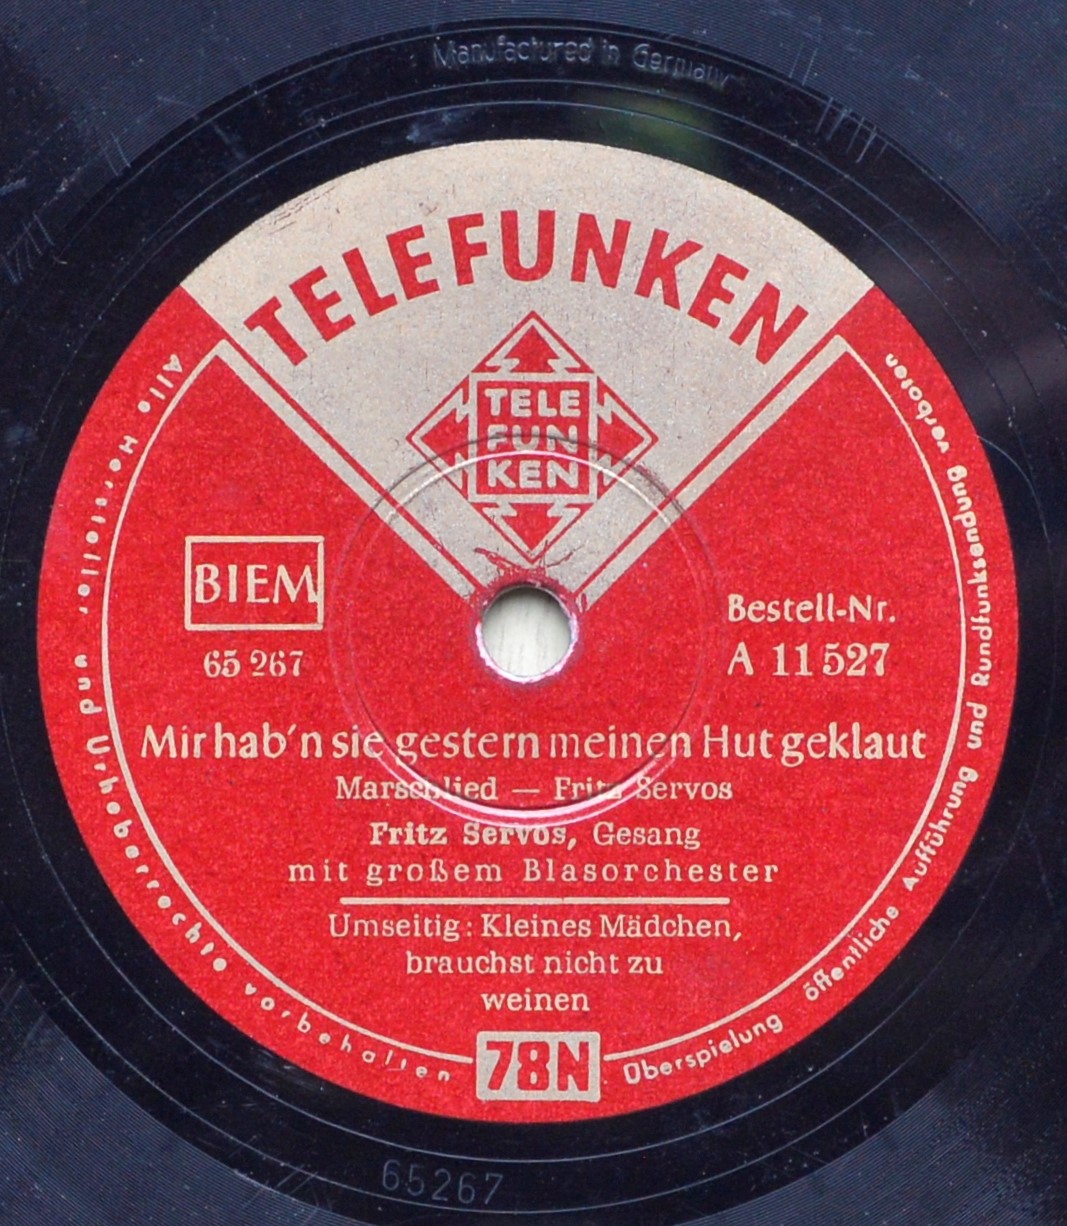 Manufactured in Germany
TELEFUNKEN
TELE
FUN
KEN
BIEM
65 267
Bestell-Nr.
A 11527
Mir hab'n sie gestern meinen Hut geklaut
Marschlied — Fritz Servos
Fritz Servos, Gesang
mit großem Blasorchester
Umseitig: Kleines Mädchen,
brauchst nicht zu
weinen
78N
Alle Hersteller und Urheberrechte vorbehalten
Überspielung öffentliche Aufführung und Rundfunksendung verboten
65267